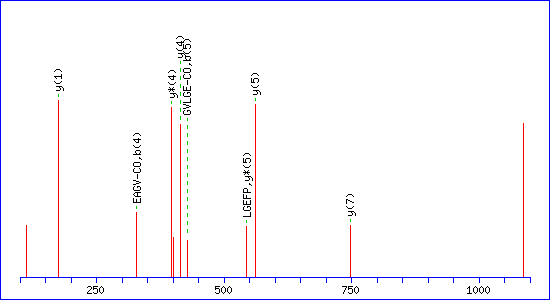 y(1)
EAGV-CO,b(4)
y*(4)
y(4)
GVLGE-CO,b(5)
LGEFP,y*(5)
y(5)
y(7)
250
500
750
1000